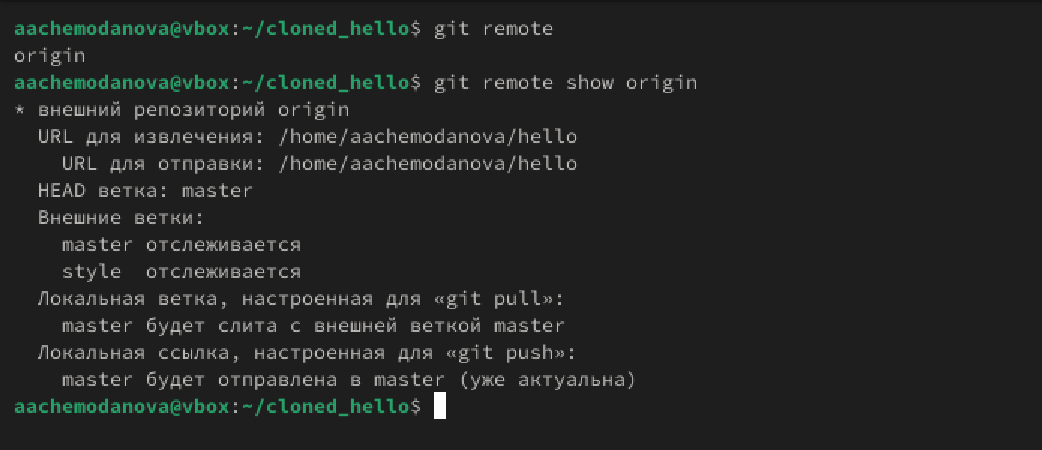 aachemodanova@vbox:~/cloned_hello$ git remote
origin
aachemodanova@vbox:~/cloned_hello$ git remote show origin
* внешний репозиторий origin
  URL для извлечения: /home/aachemodanova/hello
    URL для отправки: /home/aachemodanova/hello
  HEAD ветка: master
  Внешние ветки:
    master отслеживается
    style  отслеживается
  Локальная ветка, настроенная для «git pull»:
    master будет слита с внешней веткой master
  Локальная ссылка, настроенная для «git push»:
    master будет отправлена в master (уже актуальна)
aachemodanova@vbox:~/cloned_hello$